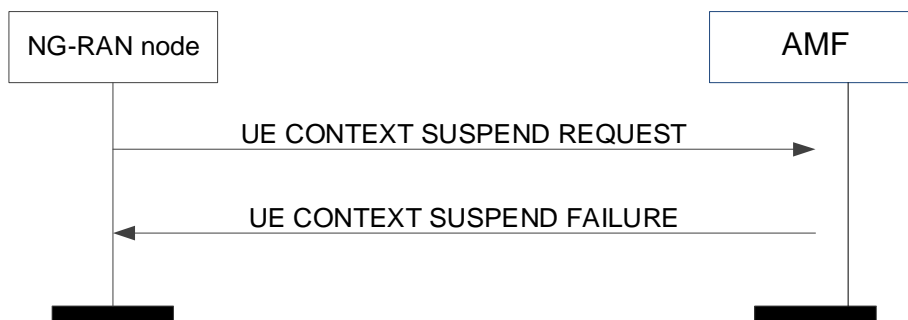 NG-RAN node
AMF
UE CONTEXT SUSPEND REQUEST
UE CONTEXT SUSPEND FAILURE